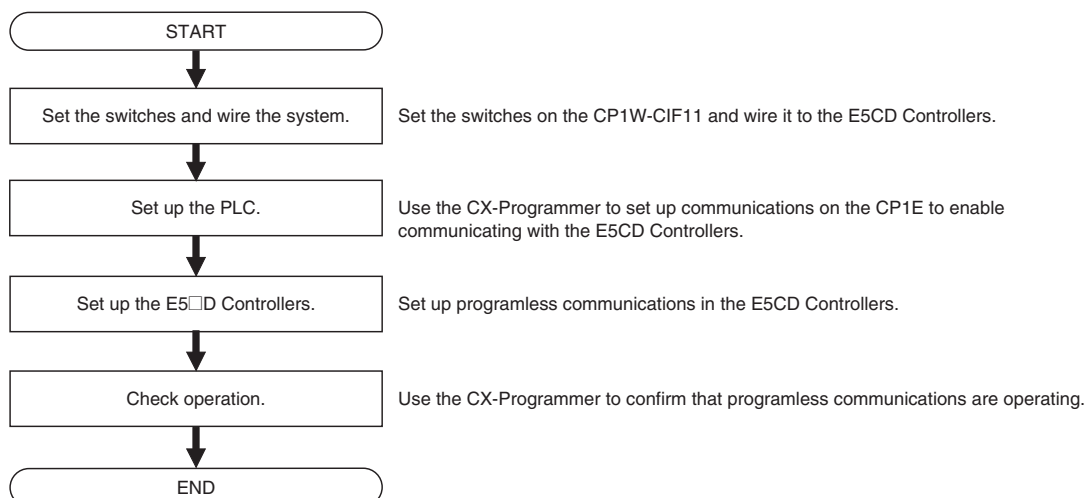 START
Set the switches and wire the system.
Set the switches on the CP1W-CIF11 and wire it to the E5CD Controllers.
Set up the PLC.
Use the CX-Programmer to set up communications on the CP1E to enable
communicating with the E5CD Controllers.
Set up the E5□D Controllers.
Set up programless communications in the E5CD Controllers.
Check operation.
Use the CX-Programmer to confirm that programless communications are operating.
END